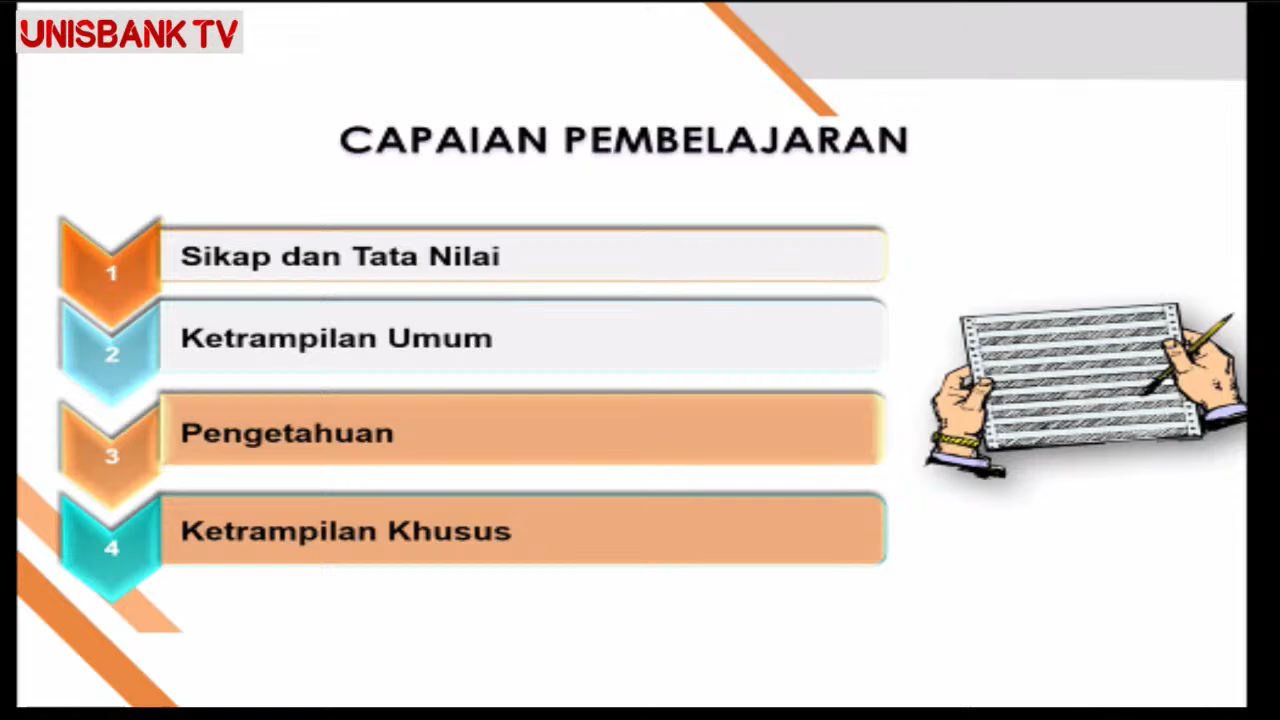 UNISBANK TV
CAPAIAN PEMBELAJARAN
1
Sikap dan Tata Nilai
2
Ketrampilan Umum
3
Pengetahuan
4
Ketrampilan Khusus